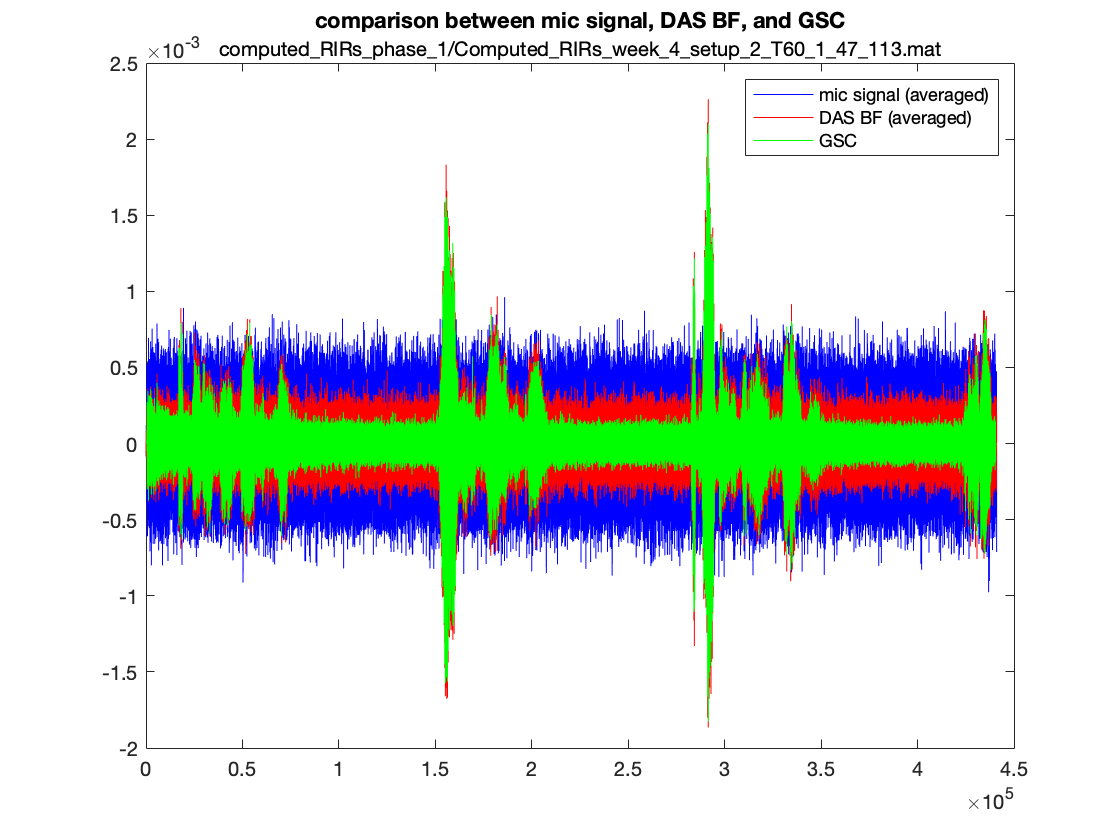 comparison between mic signal, DAS BF, and GSC
×10⁻³ computed_RIRs_phase_1/Computed_RIRs_week_4_setup_2_T60_1_47_113.mat
2.5
mic signal (averaged)
DAS BF (averaged)
GSC
2
1.5
1
0.5
0
-0.5
-1
-1.5
-2
0 0.5 1 1.5 2 2.5 3 3.5 4 4.5
×10⁵